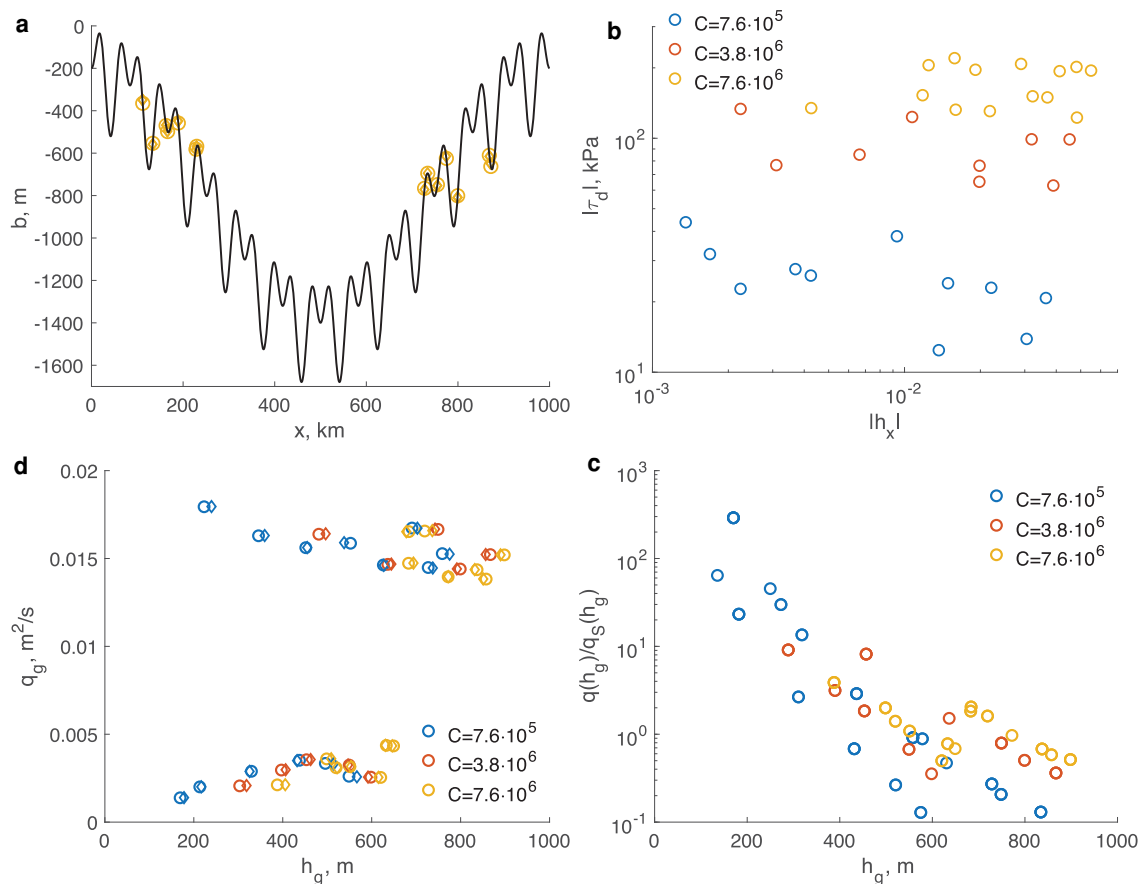 a
0
-200
-400
-600
-800
-1000
-1200
-1400
-1600
b, m
0
200
400
600
800
1000
x, km
b
C=7.6·10^5
C=3.8·10^6
C=7.6·10^6
10^2
10^1
|τ_d|, kPa
10^-3
10^-2
|h_x|
d
0.02
0.015
0.01
0.005
0
q_g, m^2/s
C=7.6·10^5
C=3.8·10^6
C=7.6·10^6
0
200
400
600
800
1000
h_g, m
c
10^3
10^2
10^1
10^0
10^-1
q(h_g)/q_S(h_g)
C=7.6·10^5
C=3.8·10^6
C=7.6·10^6
0
200
400
600
800
1000
h_g, m